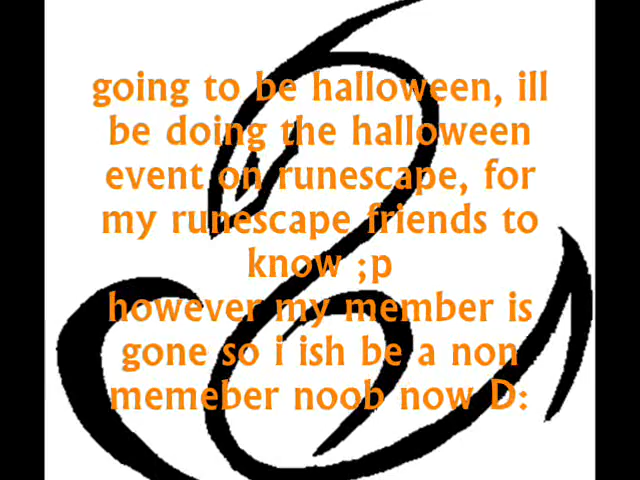 going to be halloween, ill
be doing the halloween
event on runescape, for
my runescape friends to
know ;p
however my member is
gone so i ish be a non
memeber noob now D: